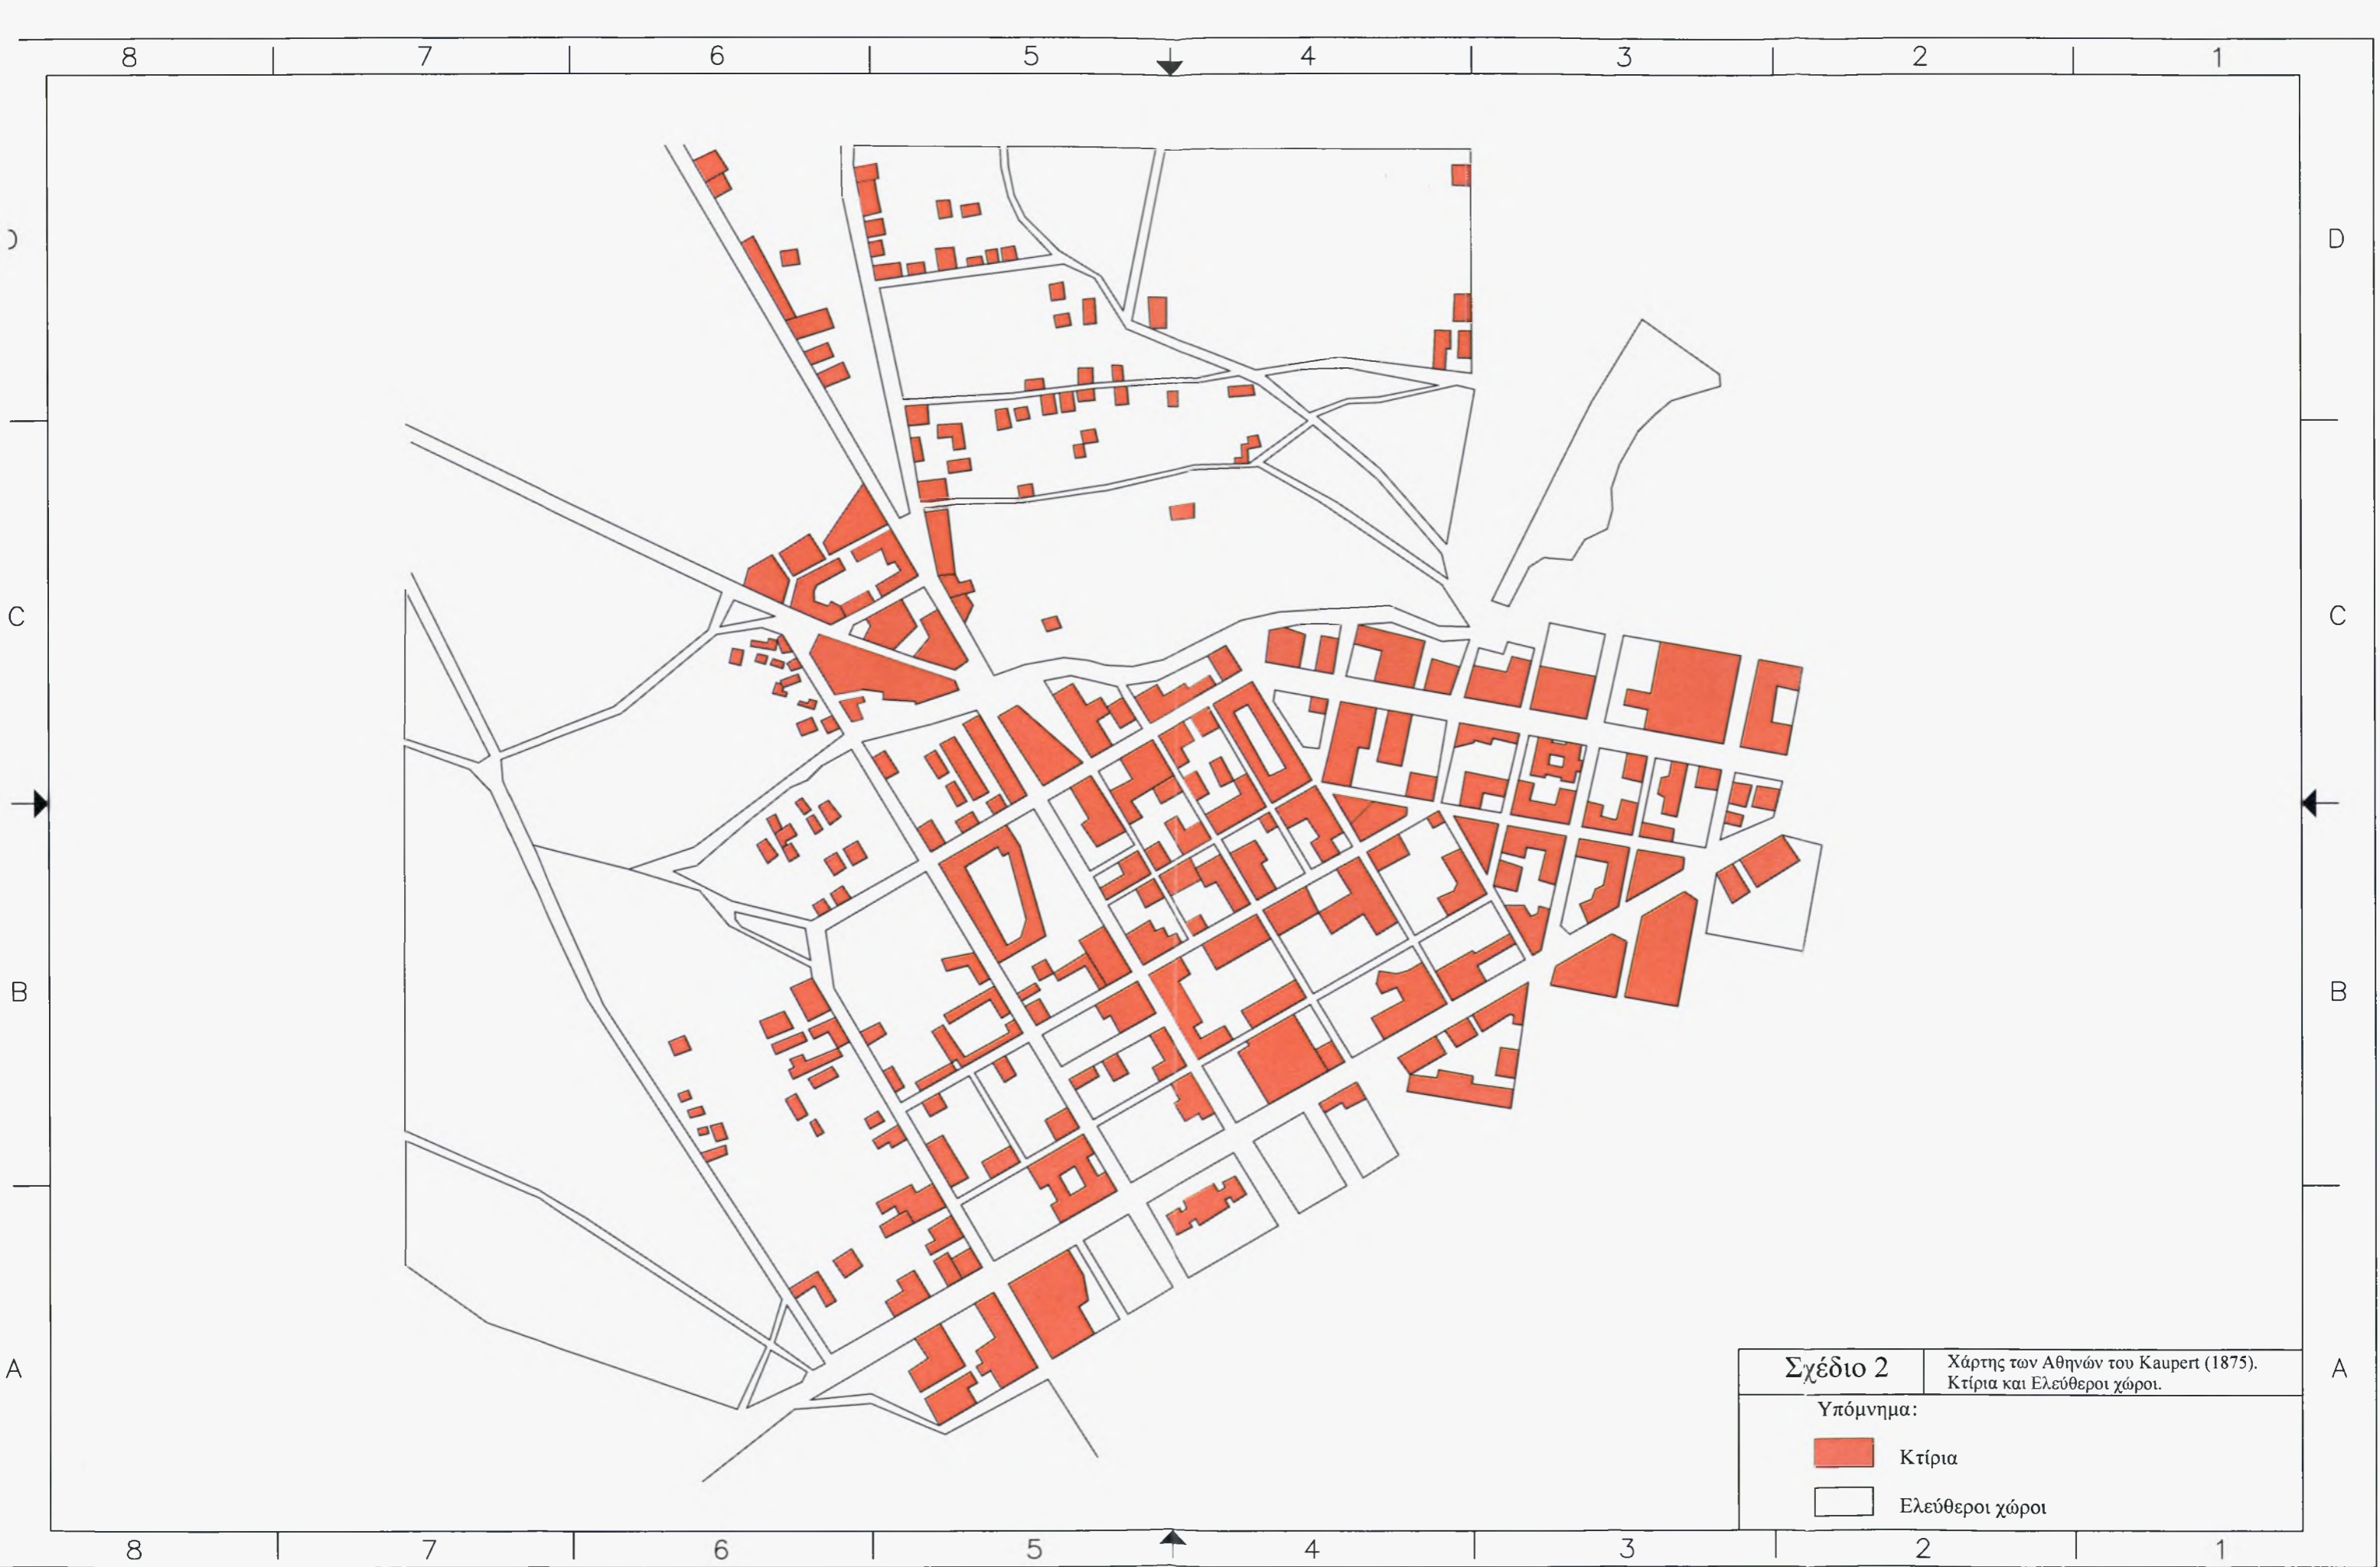 8 7 6 5 4 3 2 1
D
C C
B B
A A
Σχέδιο 2
Χάρτης των Αθηνών του Kaupert (1875).
Κτίρια και Ελεύθεροι χώροι.
Υπόμνημα:
Κτίρια
Ελεύθεροι χώροι
8 7 6 5 4 3 2 1